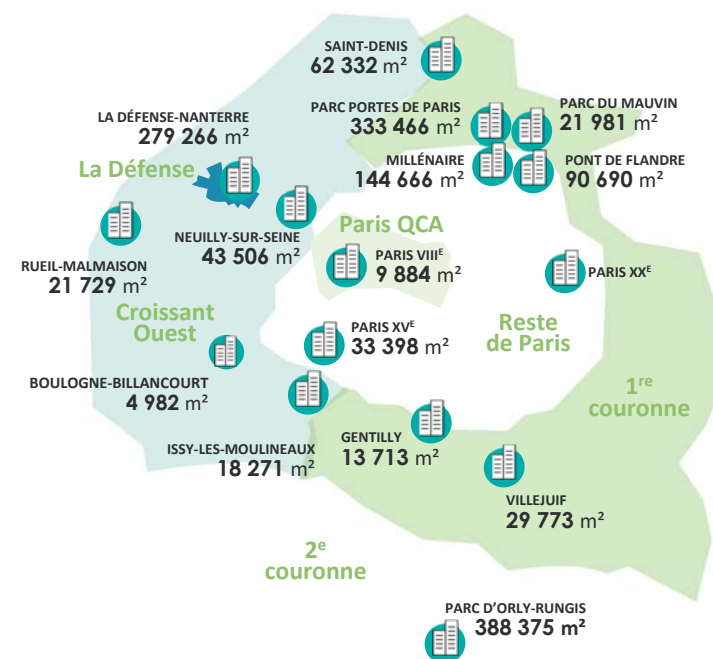 SAINT-DENIS
62 332 m²
LA DÉFENSE-NANTERRE
279 266 m²
PARC PORTES DE PARIS
333 466 m²
PARC DU MAUVIN
21 981 m²
La Défense
MILLÉNAIRE
144 666 m²
PONT DE FLANDRE
90 690 m²
Paris QCA
NEUILLY-SUR-SEINE
43 506 m²
RUEIL-MALMAISON
21 729 m²
PARIS VIIIᴱ
9 884 m²
PARIS XXᴱ
Croissant
Ouest
PARIS XVᴱ
33 398 m²
Reste
de Paris
BOULOGNE-BILLANCOURT
4 982 m²
1re
couronne
ISSY-LES-MOULINEAUX
18 271 m²
GENTILLY
13 713 m²
VILLEJUIF
29 773 m²
2e
couronne
PARC D'ORLY-RUNGIS
388 375 m²